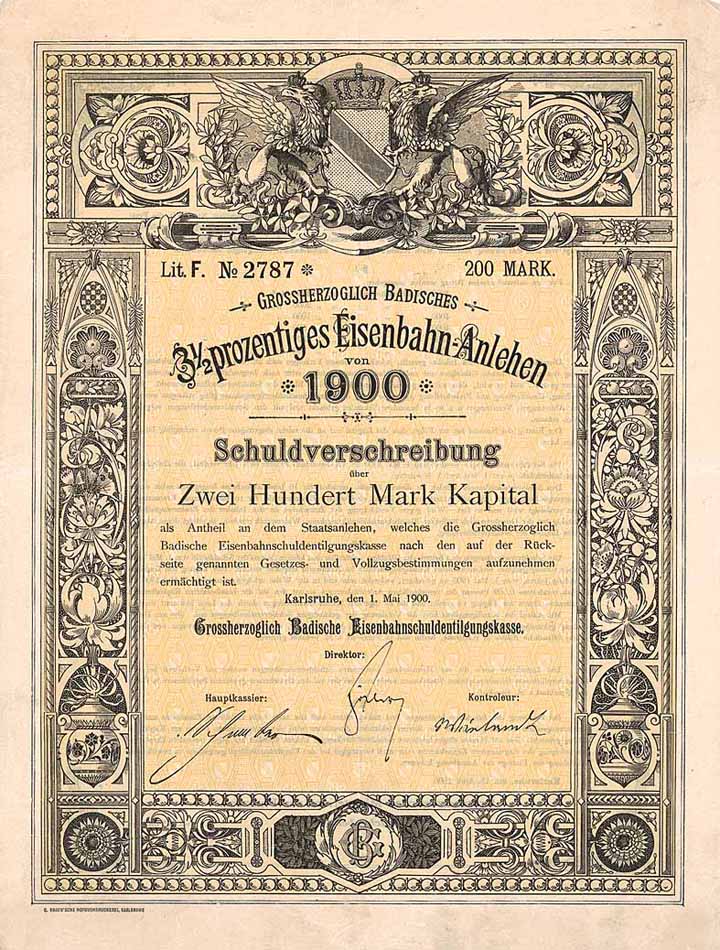 Lit. F. No 2787 * 200 MARK.
GROSSHERZOGLICH BADISCHES
3½ prozentiges Eisenbahn-Anlehen
von
* 1900 *
Schuldverschreibung
über
Zwei Hundert Mark Kapital
als Antheil an dem Staatsanlehen, welches die Grossherzoglich
Badische Eisenbahnschuldentilgungskasse nach den auf der Rück-
seite genannten Gesetzes- und Vollzugsbestimmungen aufzunehmen
ermächtigt ist.
Karlsruhe, den 1. Mai 1900.
Grossherzoglich Badische Eisenbahnschuldentilgungskasse.
Direktor:
Hauptkassier: Kontroleur: